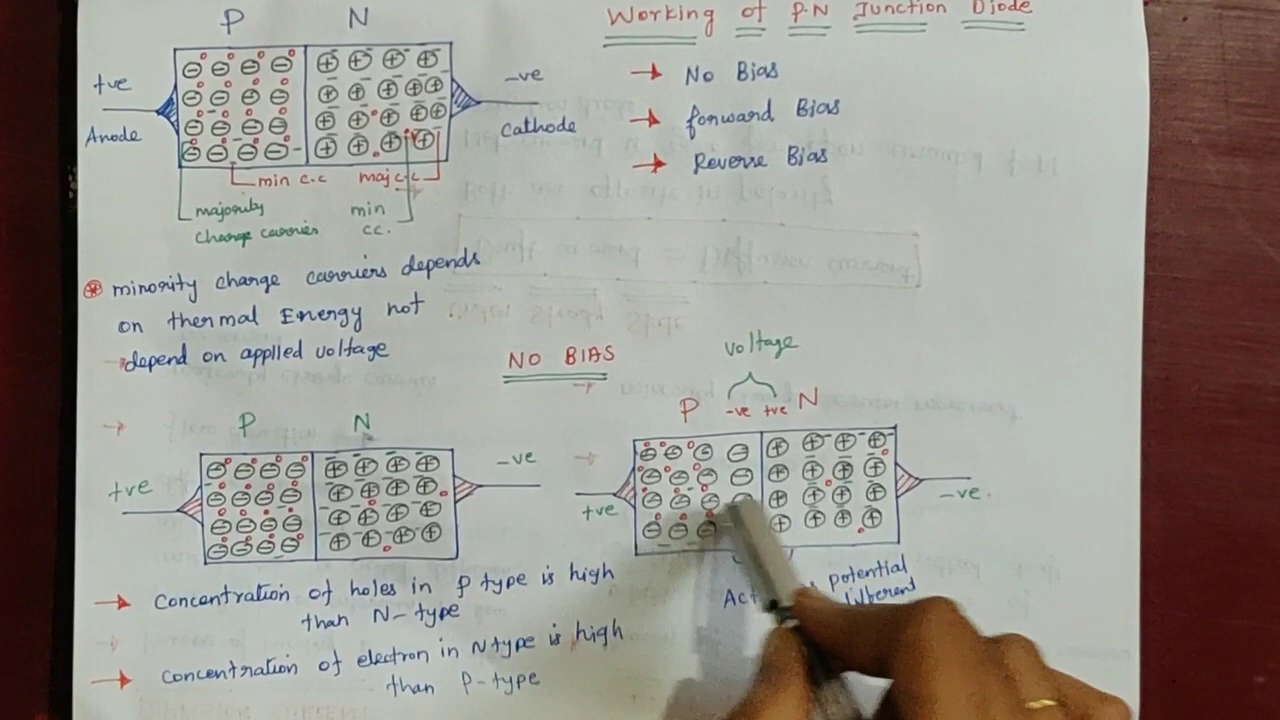 P N
Working of P-N Junction Diode
+ve
Anode
-ve
Cathode
→ No Bias
→ forward Bias
→ Reverse Bias
min c.c maj c.c
majority
charge carrier
min
cc.
minority charge carriers depends
on thermal Energy not
depend on applied voltage
NO BIAS
voltage
P N
+ve
-ve
P -ve +ve N
+ve
-ve.
→ Concentration of holes in P type is high
than N-type
→ Concentration of electron in N type is high
than P-type
potential